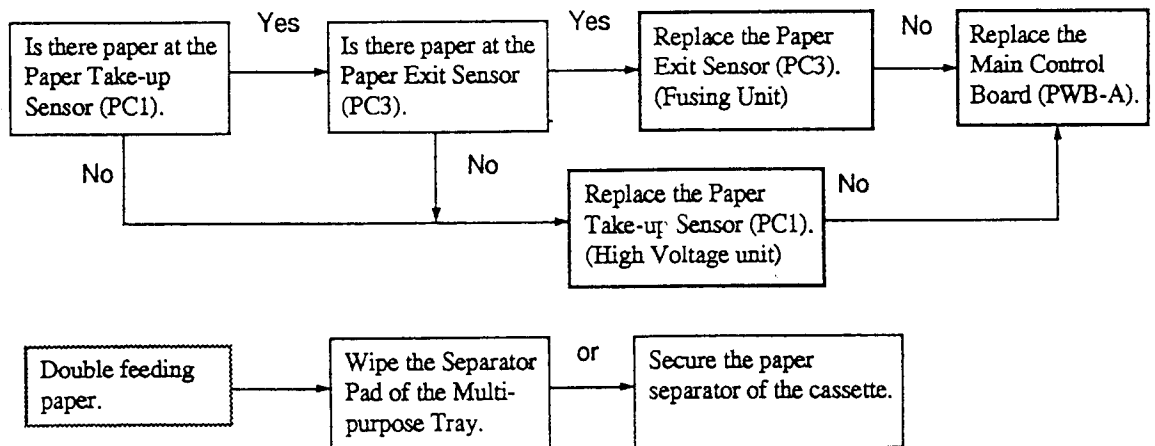 Yes
Yes
No
Is there paper at the
Paper Take-up
Sensor (PC1).
Is there paper at the
Paper Exit Sensor
(PC3).
Replace the Paper
Exit Sensor (PC3).
(Fusing Unit)
Replace the
Main Control
Board (PWB-A).
No
No
No
Replace the Paper
Take-up Sensor (PC1).
(High Voltage unit)
Double feeding
paper.
Wipe the Separator
Pad of the Multi-
purpose Tray.
or
Secure the paper
separator of the cassette.